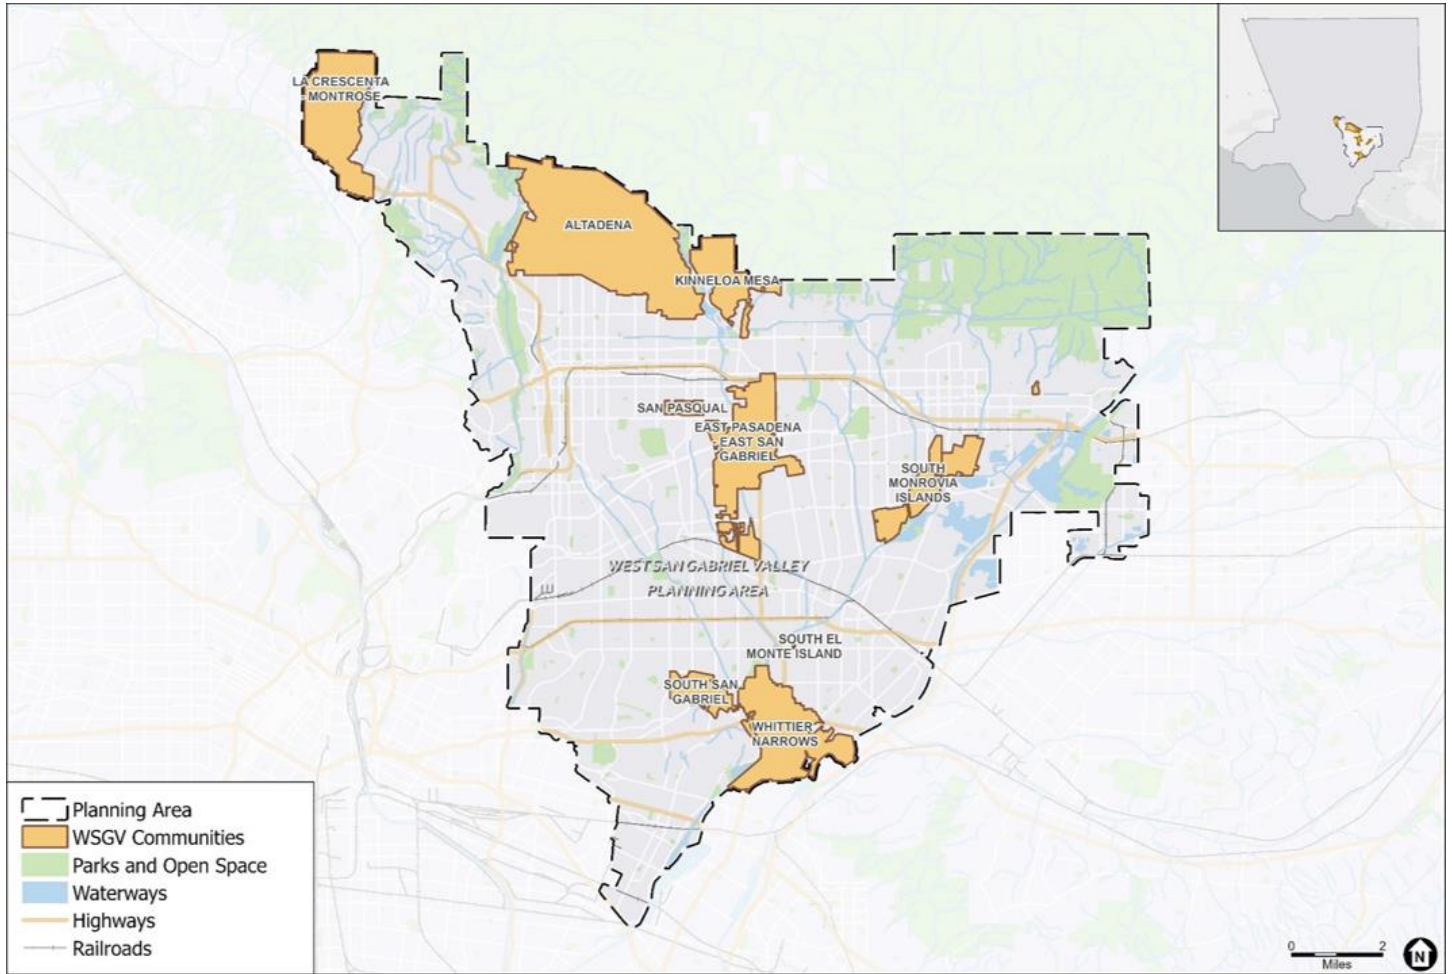 LA CRESCENTA
- MONTROSE
ALTADENA
KINNELOA MESA
SAN PASQUAL
EAST PASADENA
- EAST SAN
GABRIEL
SOUTH
MONROVIA
ISLANDS
WEST SAN GABRIEL VALLEY
PLANNING AREA
SOUTH EL
MONTE ISLAND
SOUTH SAN
GABRIEL
WHITTIER
NARROWS
Planning Area
WSGV Communities
Parks and Open Space
Waterways
Highways
Railroads
0 2
Miles
N